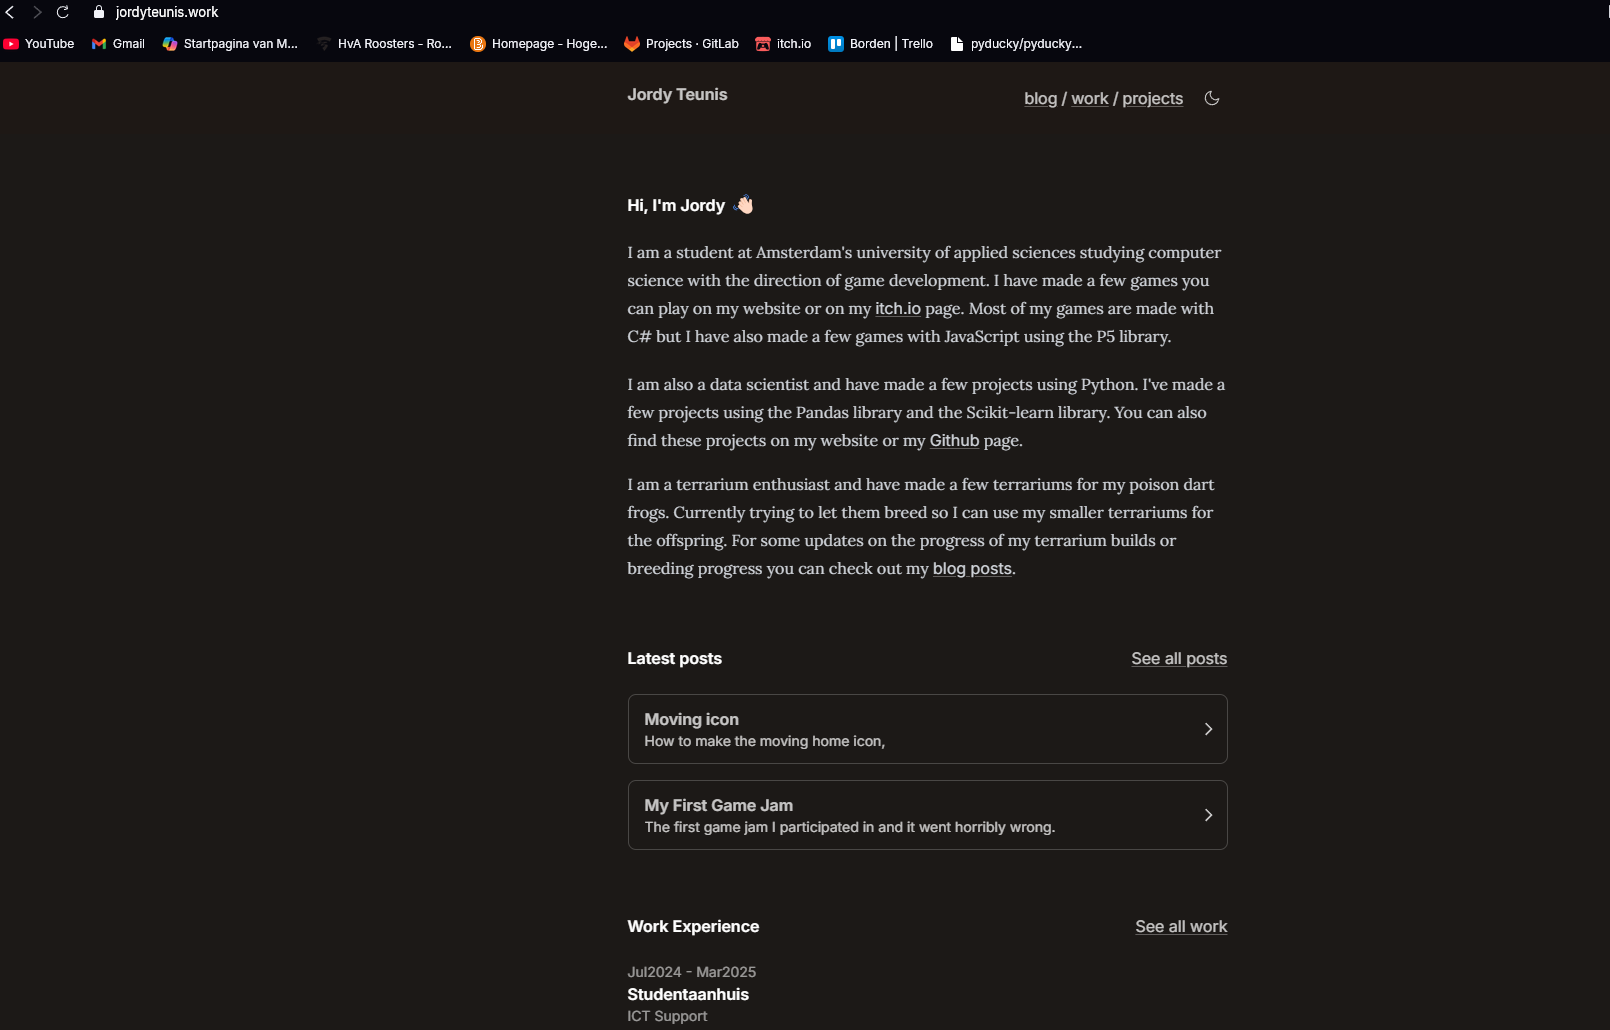 jordyteunis.work
YouTube Gmail Startpagina van M... HvA Roosters - Ro... Homepage - Hoge... Projects · GitLab itch.io Borden | Trello pyducky/pyducky...
Jordy Teunis
blog / work / projects
Hi, I'm Jordy 👋🏻
I am a student at Amsterdam's university of applied sciences studying computer
science with the direction of game development. I have made a few games you
can play on my website or on my itch.io page. Most of my games are made with
C# but I have also made a few games with JavaScript using the P5 library.
I am also a data scientist and have made a few projects using Python. I've made a
few projects using the Pandas library and the Scikit-learn library. You can also
find these projects on my website or my Github page.
I am a terrarium enthusiast and have made a few terrariums for my poison dart
frogs. Currently trying to let them breed so I can use my smaller terrariums for
the offspring. For some updates on the progress of my terrarium builds or
breeding progress you can check out my blog posts.
Latest posts
See all posts
Moving icon
How to make the moving home icon,
My First Game Jam
The first game jam I participated in and it went horribly wrong.
Work Experience
See all work
Jul2024 - Mar2025
Studentaanhuis
ICT Support